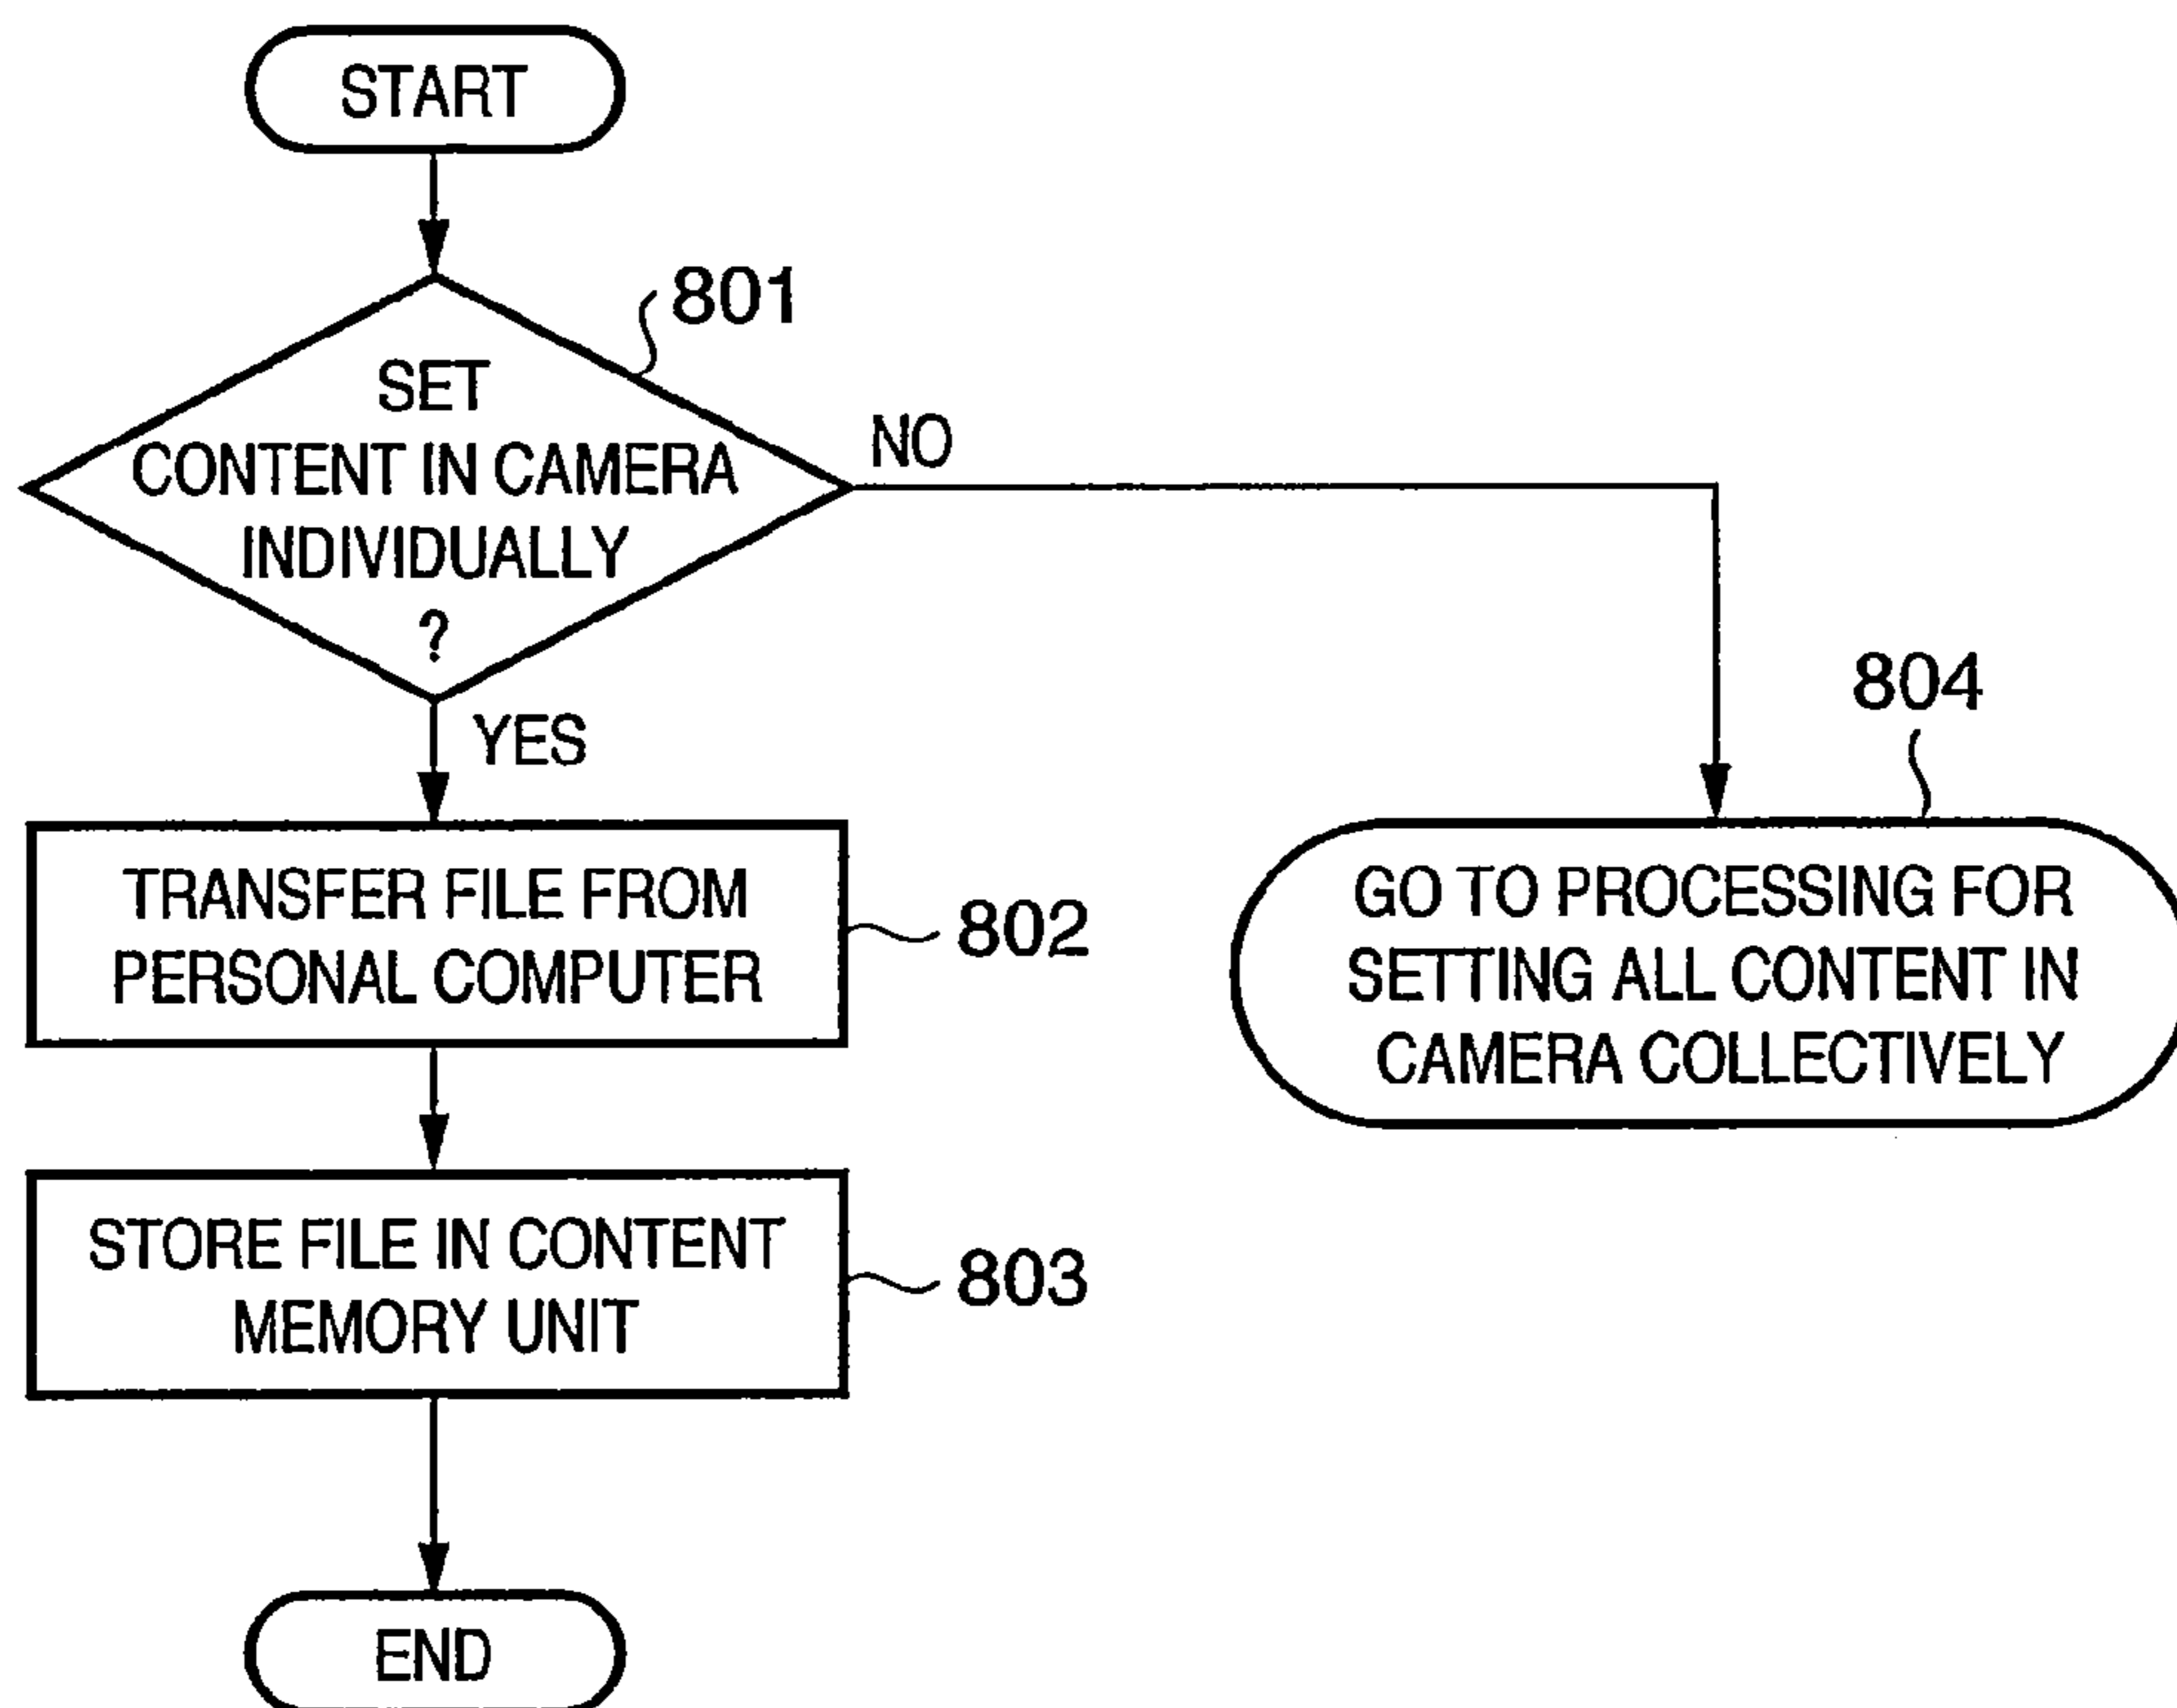 START
801
SET
CONTENT IN CAMERA
INDIVIDUALLY
?
NO
YES
TRANSFER FILE FROM
PERSONAL COMPUTER
802
804
GO TO PROCESSING FOR
SETTING ALL CONTENT IN
CAMERA COLLECTIVELY
STORE FILE IN CONTENT
MEMORY UNIT
803
END